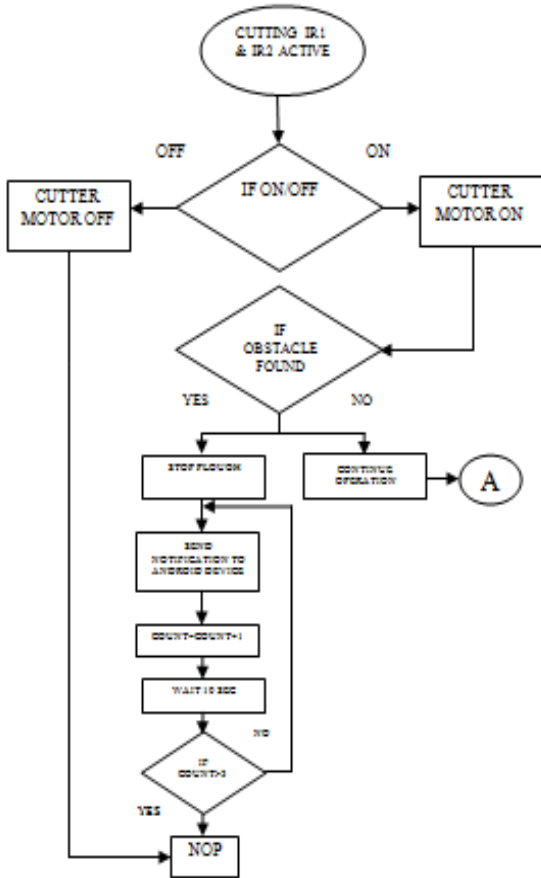 CUTTING IR1
& IR2 ACTIVE
OFF
ON
IF ON/OFF
CUTTER
MOTOR OFF
CUTTER
MOTOR ON
IF
OBSTACLE
FOUND
YES
NO
STOP PLOUGH
CONTINUE
OPERATION
A
SEND
NOTIFICATION TO
ANDROID DEVICE
COUNT=COUNT+1
WAIT 10 SEC
NO
IF
COUNT>3
YES
NOP